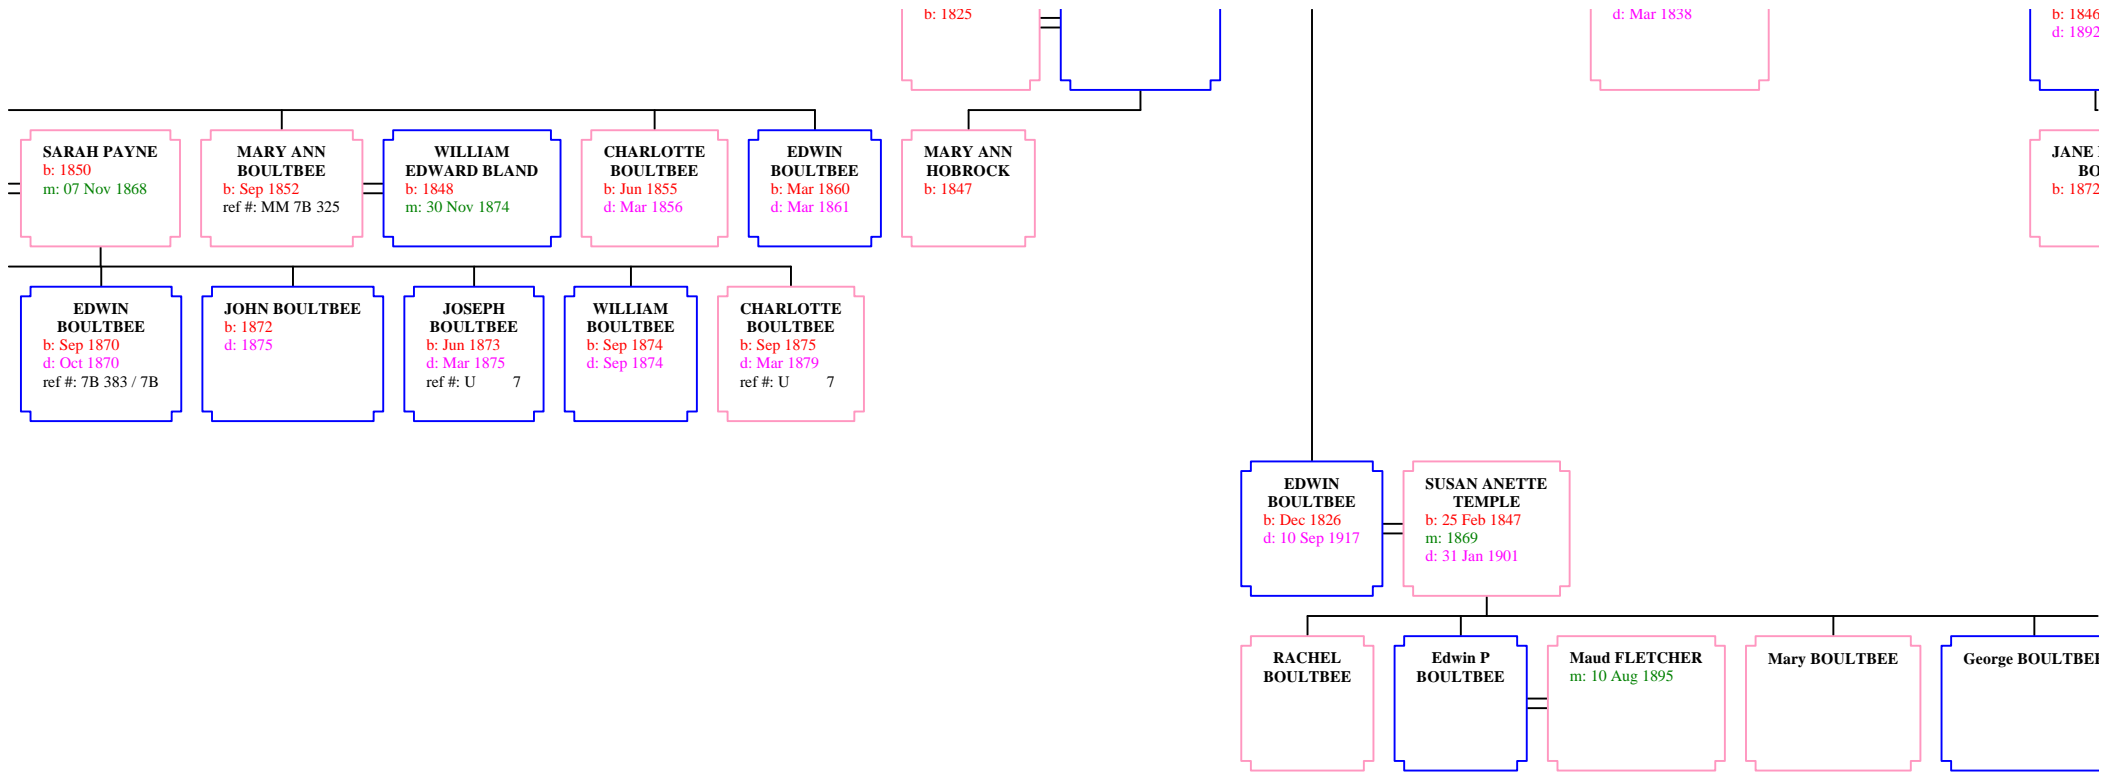 b: 1825
d: Mar 1838
b: 1846
d: 1892
SARAH PAYNE
b: 1850
m: 07 Nov 1868
MARY ANN
BOULTBEE
b: Sep 1852
ref #: MM 7B 325
WILLIAM
EDWARD BLAND
b: 1848
m: 30 Nov 1874
CHARLOTTE
BOULTBEE
b: Jun 1855
d: Mar 1856
EDWIN
BOULTBEE
b: Mar 1860
d: Mar 1861
MARY ANN
HOBROCK
b: 1847
JANE
BO
b: 1872
EDWIN
BOULTBEE
b: Sep 1870
d: Oct 1870
ref #: 7B 383 / 7B
JOHN BOULTBEE
b: 1872
d: 1875
JOSEPH
BOULTBEE
b: Jun 1873
d: Mar 1875
ref #: U 7
WILLIAM
BOULTBEE
b: Sep 1874
d: Sep 1874
CHARLOTTE
BOULTBEE
b: Sep 1875
d: Mar 1879
ref #: U 7
EDWIN
BOULTBEE
b: Dec 1826
d: 10 Sep 1917
SUSAN ANETTE
TEMPLE
b: 25 Feb 1847
m: 1869
d: 31 Jan 1901
RACHEL
BOULTBEE
Edwin P
BOULTBEE
Maud FLETCHER
m: 10 Aug 1895
Mary BOULTBEE
George BOULTBEE